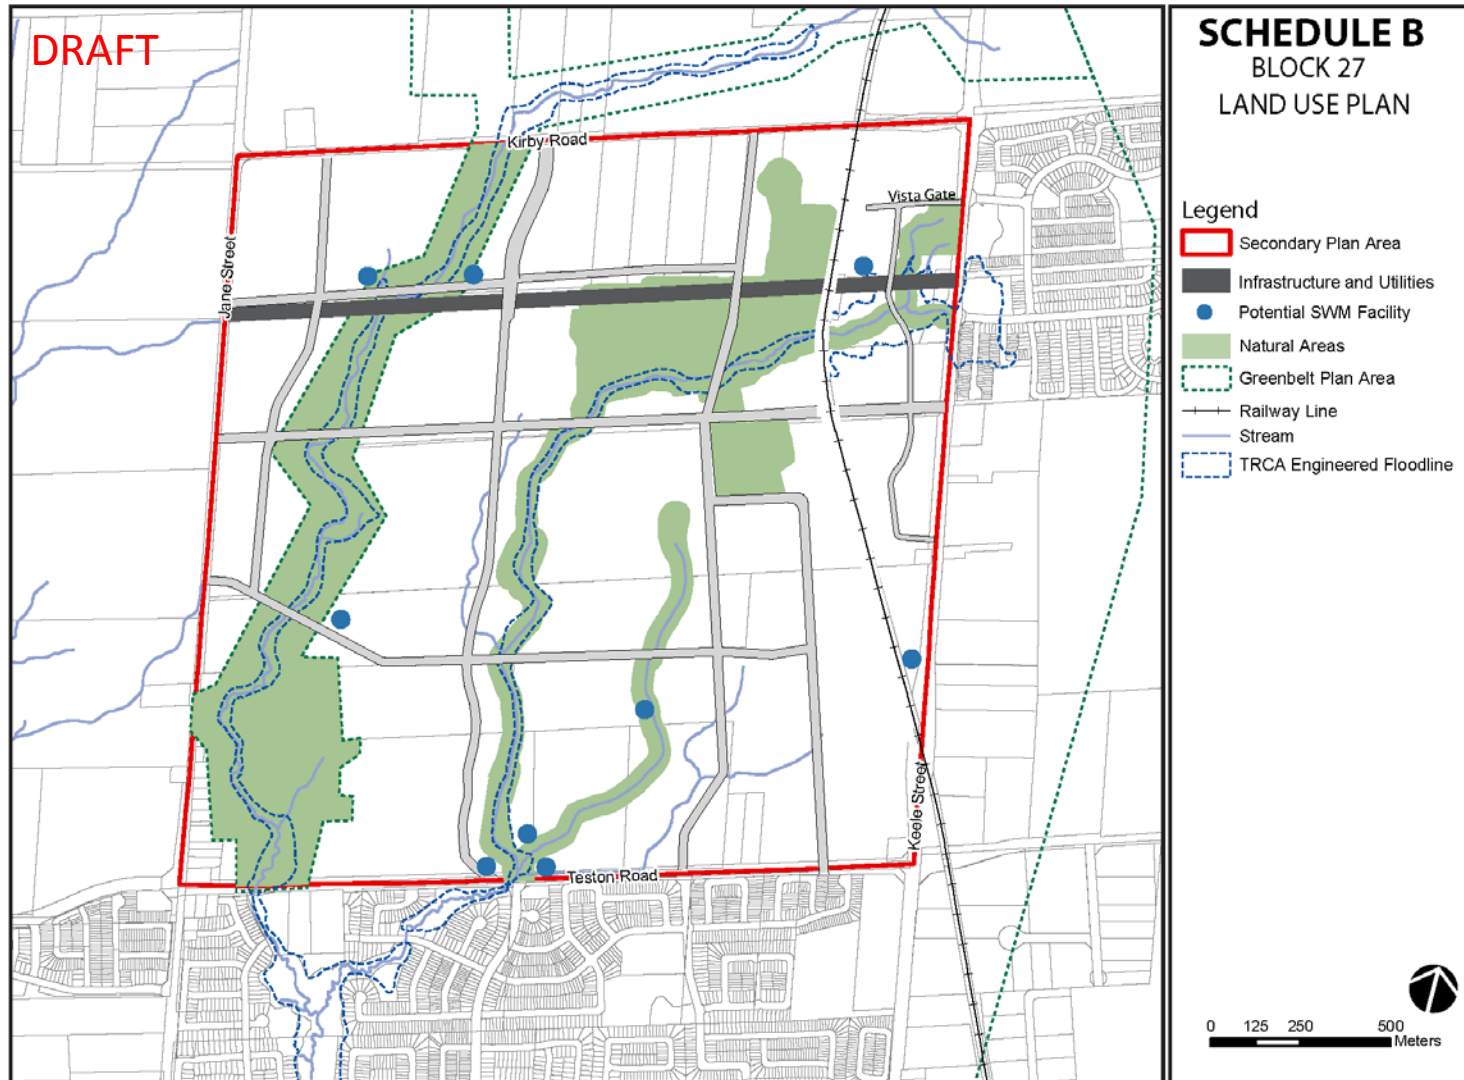 DRAFT
SCHEDULE B
BLOCK 27
LAND USE PLAN
Kirby Road
Vista Gate
Jane Street
Keele Street
Teston Road
Legend
Secondary Plan Area
Infrastructure and Utilities
Potential SWM Facility
Natural Areas
Greenbelt Plan Area
Railway Line
Stream
TRCA Engineered Floodline
0 125 250 500
Meters